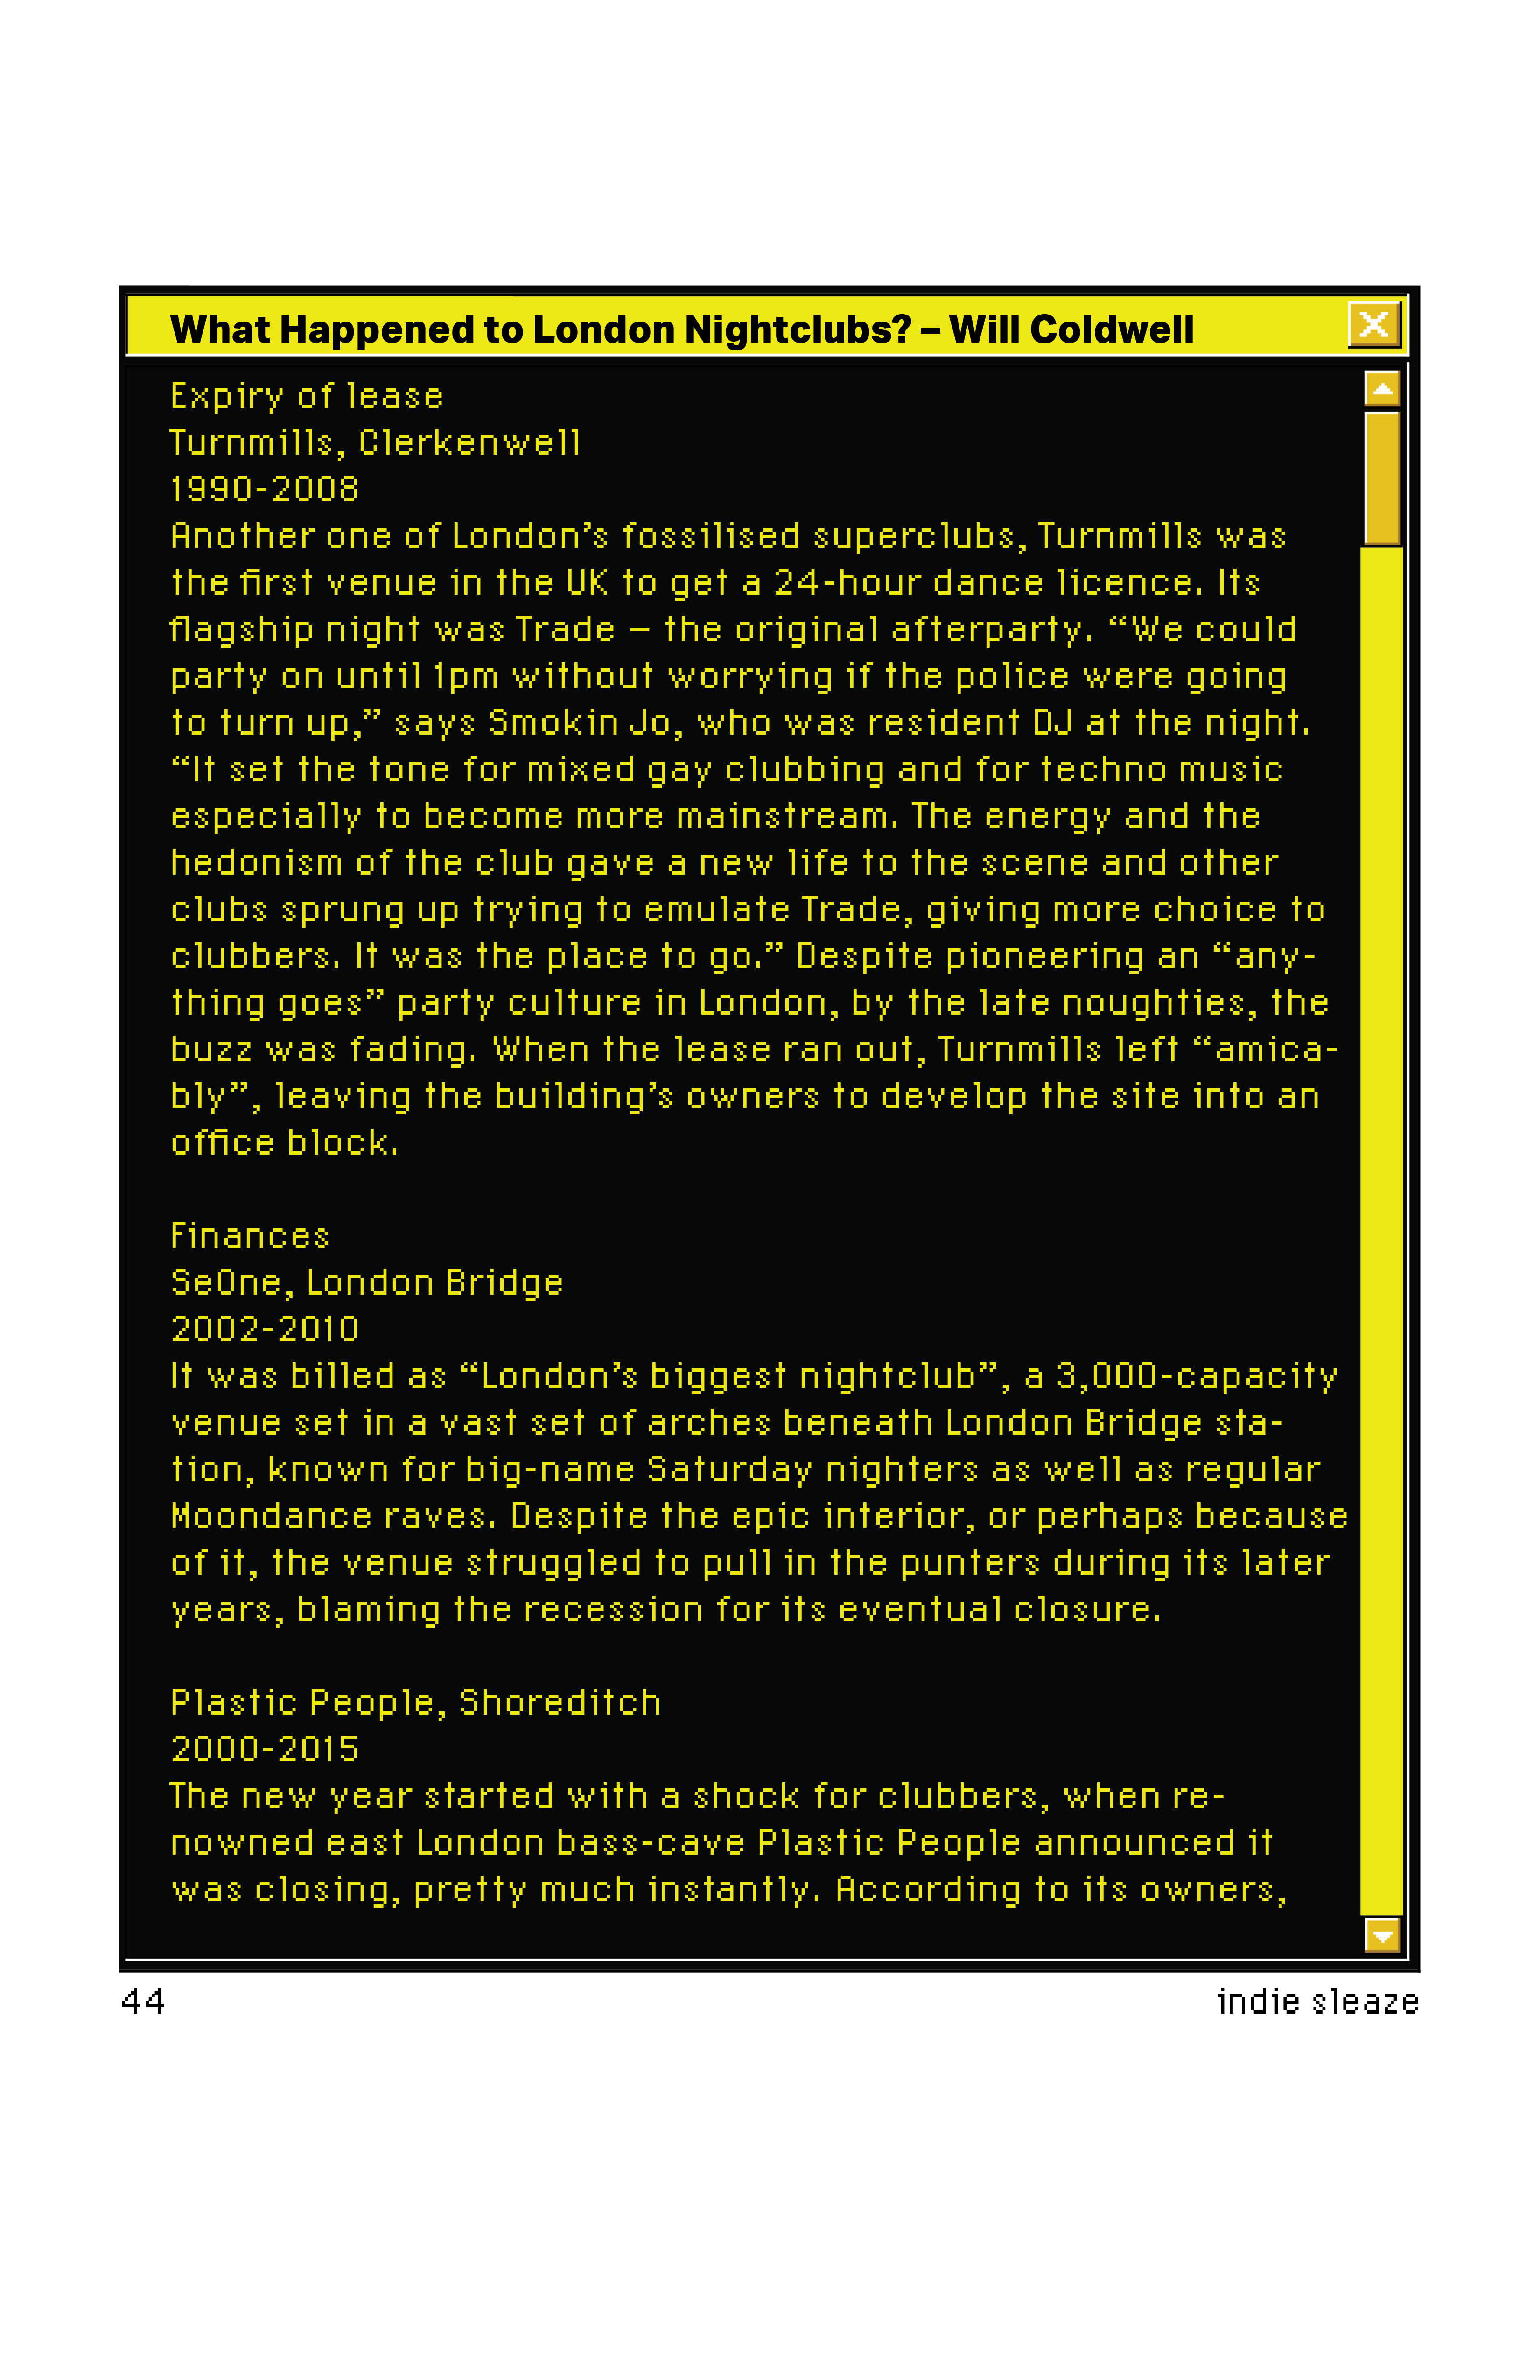 What Happened to London Nightclubs? – Will Coldwell
Expiry of lease
Turnmills, Clerkenwell
1990-2008
Another one of London’s fossilised superclubs, Turnmills was
the first venue in the UK to get a 24-hour dance licence. Its
flagship night was Trade – the original afterparty. “We could
party on until 1pm without worrying if the police were going
to turn up,” says Smokin Jo, who was resident DJ at the night.
“It set the tone for mixed gay clubbing and for techno music
especially to become more mainstream. The energy and the
hedonism of the club gave a new life to the scene and other
clubs sprung up trying to emulate Trade, giving more choice to
clubbers. It was the place to go.” Despite pioneering an “any-
thing goes” party culture in London, by the late noughties, the
buzz was fading. When the lease ran out, Turnmills left “amica-
bly”, leaving the building’s owners to develop the site into an
office block.

Finances
SeOne, London Bridge
2002-2010
It was billed as “London’s biggest nightclub”, a 3,000-capacity
venue set in a vast set of arches beneath London Bridge sta-
tion, known for big-name Saturday nighters as well as regular
Moondance raves. Despite the epic interior, or perhaps because
of it, the venue struggled to pull in the punters during its later
years, blaming the recession for its eventual closure.

Plastic People, Shoreditch
2000-2015
The new year started with a shock for clubbers, when re-
nowned east London bass-cave Plastic People announced it
was closing, pretty much instantly. According to its owners,
44
indie sleaze